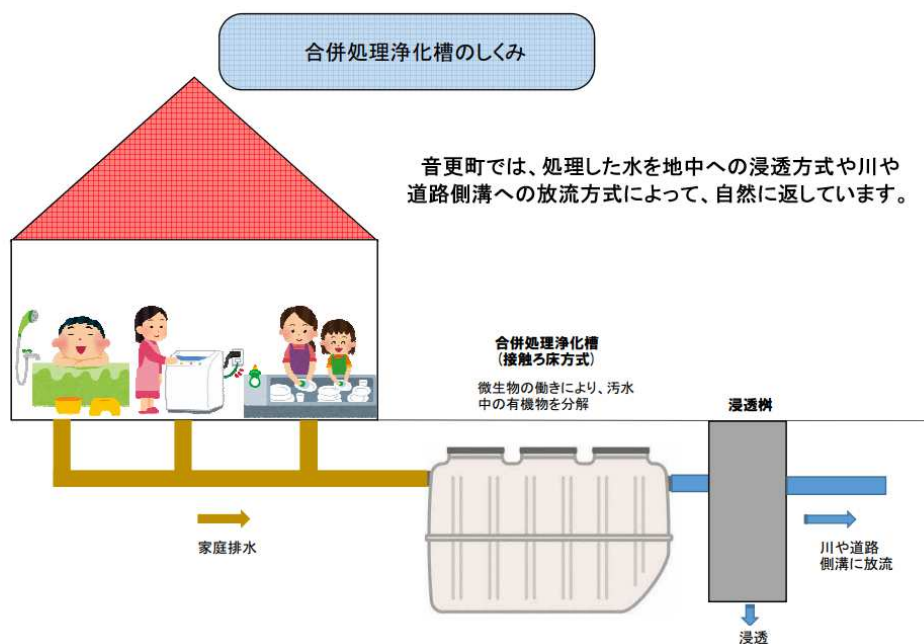 合併処理浄化槽のしくみ
音更町では、処理した水を地中への浸透方式や川や
道路側溝への放流方式によって、自然に返しています。
合併処理浄化槽
(接触ろ床方式)
微生物の働きにより、汚水
中の有機物を分解
浸透桝
家庭排水
川や道路
側溝に放流
浸透